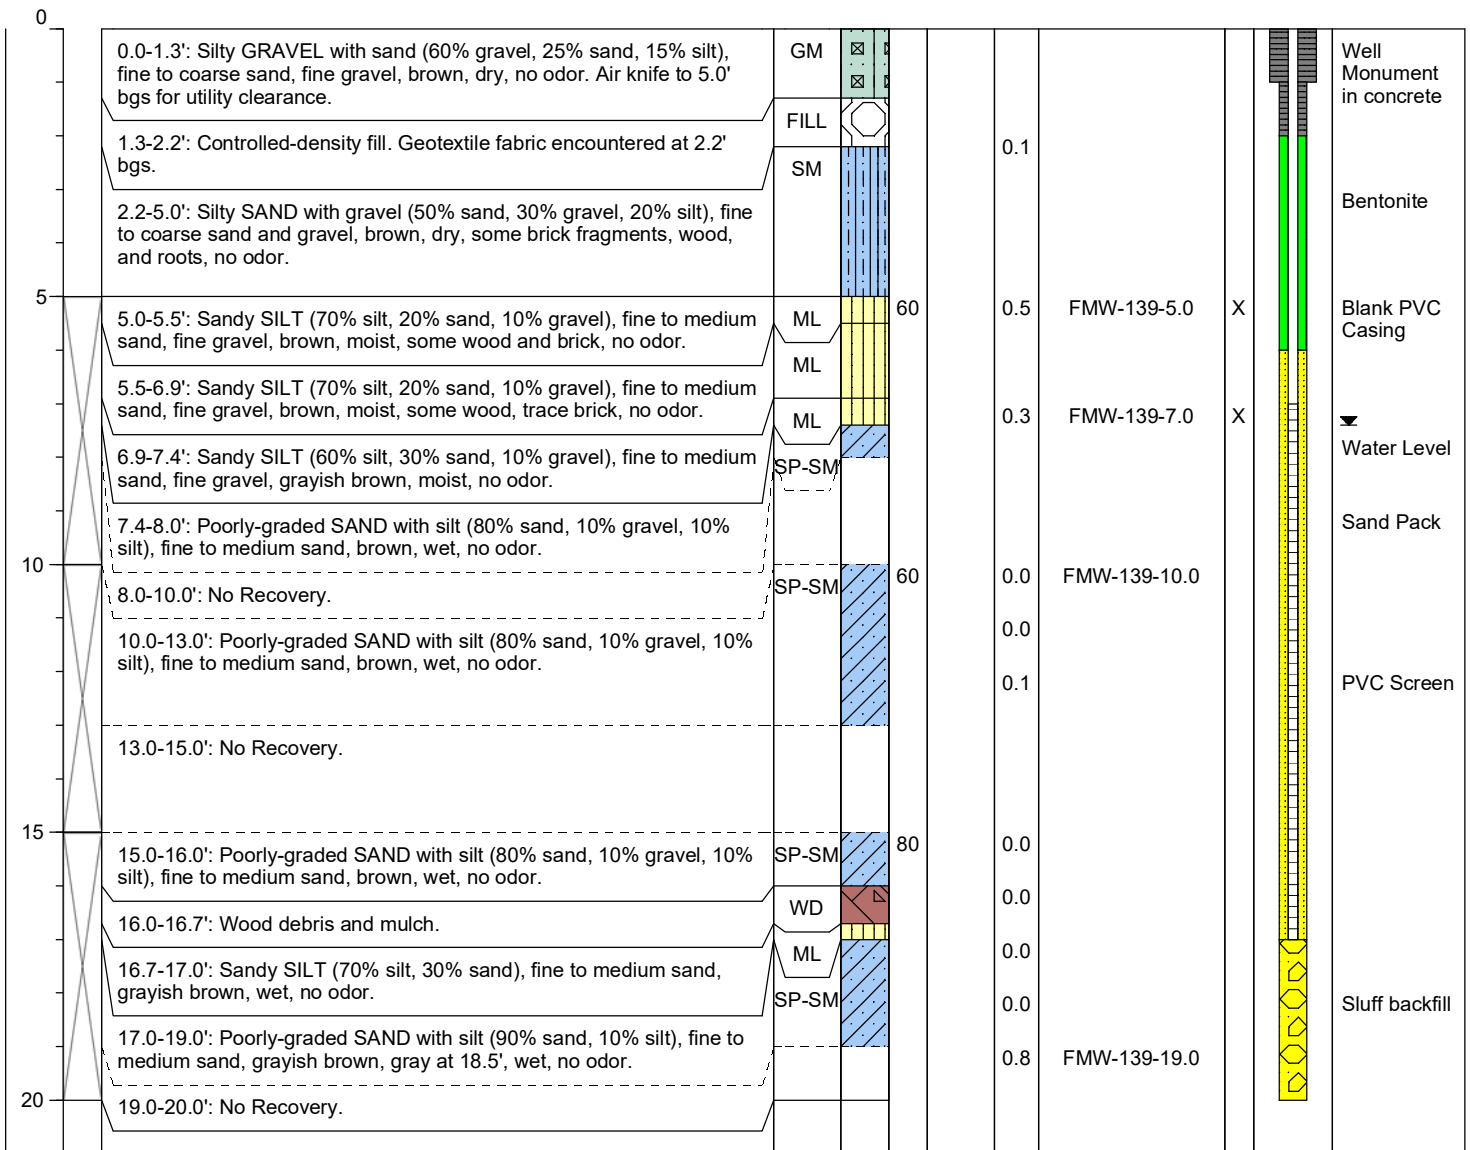 0
0.0-1.3': Silty GRAVEL with sand (60% gravel, 25% sand, 15% silt),
fine to coarse sand, fine gravel, brown, dry, no odor. Air knife to 5.0'
bgs for utility clearance.
GM
Well
Monument
in concrete
FILL
1.3-2.2': Controlled-density fill. Geotextile fabric encountered at 2.2'
bgs.
0.1
SM
2.2-5.0': Silty SAND with gravel (50% sand, 30% gravel, 20% silt), fine
to coarse sand and gravel, brown, dry, some brick fragments, wood,
and roots, no odor.
Bentonite
5
5.0-5.5': Sandy SILT (70% silt, 20% sand, 10% gravel), fine to medium
sand, fine gravel, brown, moist, some wood and brick, no odor.
ML
60
0.5
FMW-139-5.0
X
Blank PVC
Casing
ML
5.5-6.9': Sandy SILT (70% silt, 20% sand, 10% gravel), fine to medium
sand, fine gravel, brown, moist, some wood, trace brick, no odor.
ML
0.3
FMW-139-7.0
X
Water Level
6.9-7.4': Sandy SILT (60% silt, 30% sand, 10% gravel), fine to medium
sand, fine gravel, grayish brown, moist, no odor.
SP-SM
7.4-8.0': Poorly-graded SAND with silt (80% sand, 10% gravel, 10%
silt), fine to medium sand, brown, wet, no odor.
Sand Pack
10
8.0-10.0': No Recovery.
SP-SM
60
0.0
FMW-139-10.0
10.0-13.0': Poorly-graded SAND with silt (80% sand, 10% gravel, 10%
silt), fine to medium sand, brown, wet, no odor.
0.0
0.1
PVC Screen
13.0-15.0': No Recovery.
15
15.0-16.0': Poorly-graded SAND with silt (80% sand, 10% gravel, 10%
silt), fine to medium sand, brown, wet, no odor.
SP-SM
80
0.0
16.0-16.7': Wood debris and mulch.
WD
0.0
16.7-17.0': Sandy SILT (70% silt, 30% sand), fine to medium sand,
grayish brown, wet, no odor.
ML
0.0
SP-SM
0.0
Sluff backfill
17.0-19.0': Poorly-graded SAND with silt (90% sand, 10% silt), fine to
medium sand, grayish brown, gray at 18.5', wet, no odor.
0.8
FMW-139-19.0
20
19.0-20.0': No Recovery.